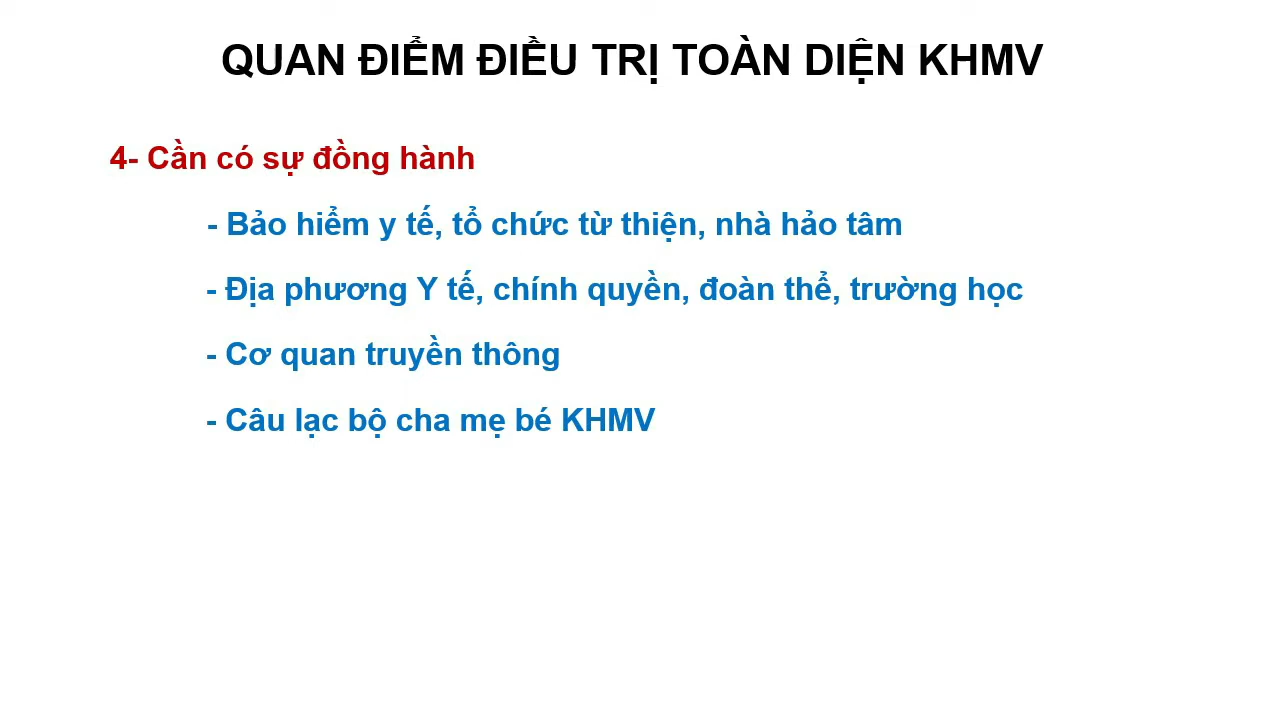 QUAN ĐIỂM ĐIỀU TRỊ TOÀN DIỆN KHMV
4- Cần có sự đồng hành
- Bảo hiểm y tế, tổ chức từ thiện, nhà hảo tâm
- Địa phương Y tế, chính quyền, đoàn thể, trường học
- Cơ quan truyền thông
- Câu lạc bộ cha mẹ bé KHMV